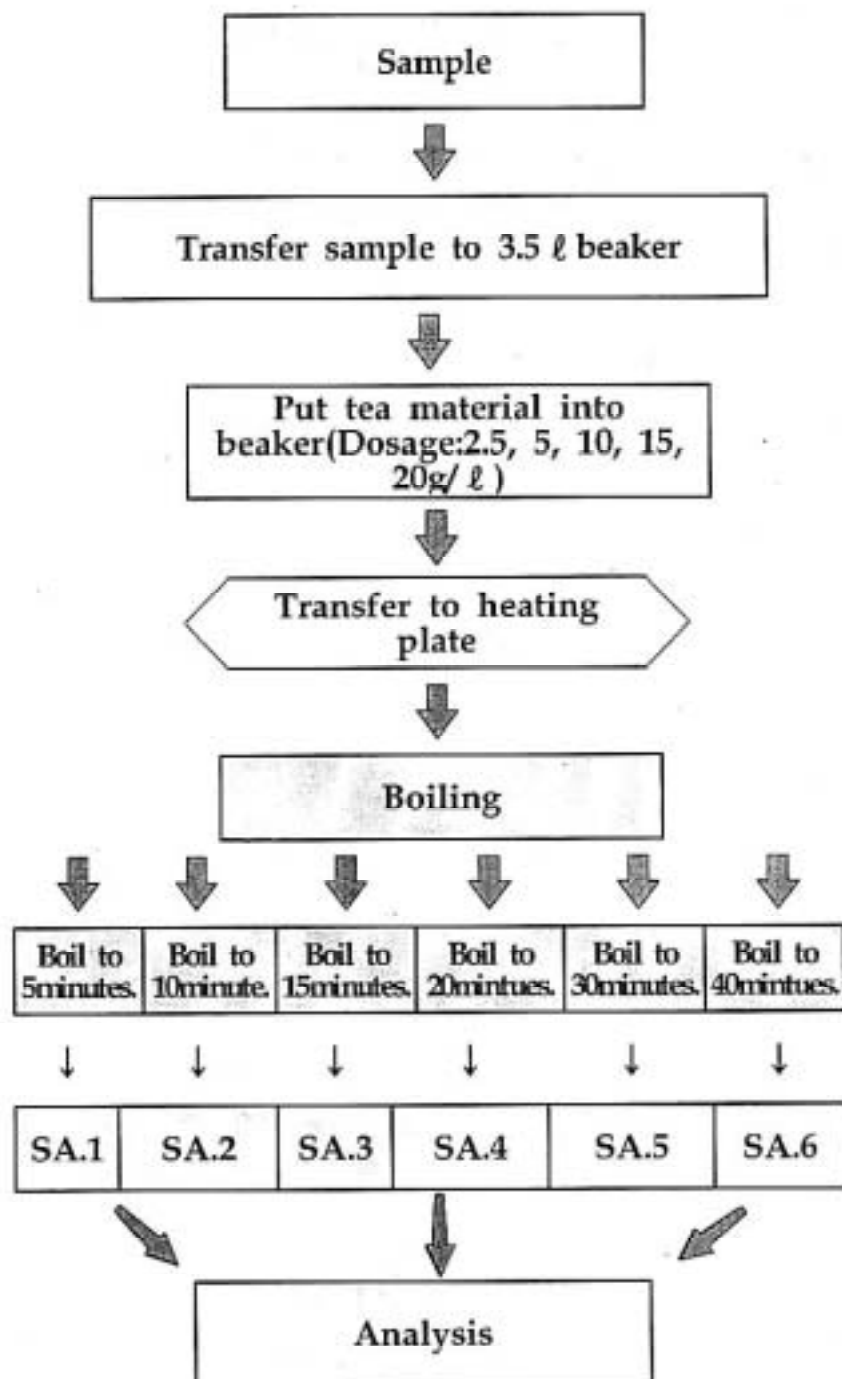 Sample
Transfer sample to 3.5 ℓ beaker
Put tea material into
beaker(Dosage:2.5, 5, 10, 15,
20g/ ℓ )
Transfer to heating
plate
Boiling
Boil to
5minutes.
Boil to
10minute.
Boil to
15minutes.
Boil to
20mintues.
Boil to
30minutes.
Boil to
40mintues.
SA.1
SA.2
SA.3
SA.4
SA.5
SA.6
Analysis